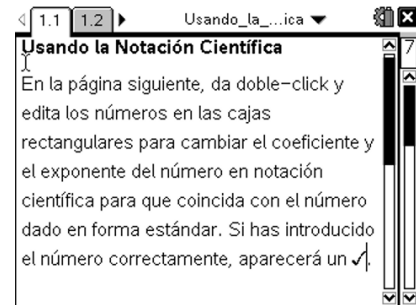 1.1 1.2 Usando_la_...ica
Usando la Notación Científica
7
En la página siguiente, da doble-click y
edita los números en las cajas
rectangulares para cambiar el coeficiente y
el exponente del número en notación
científica para que coincida con el número
dado en forma estándar. Si has introducido
el número correctamente, aparecerá un ✓.